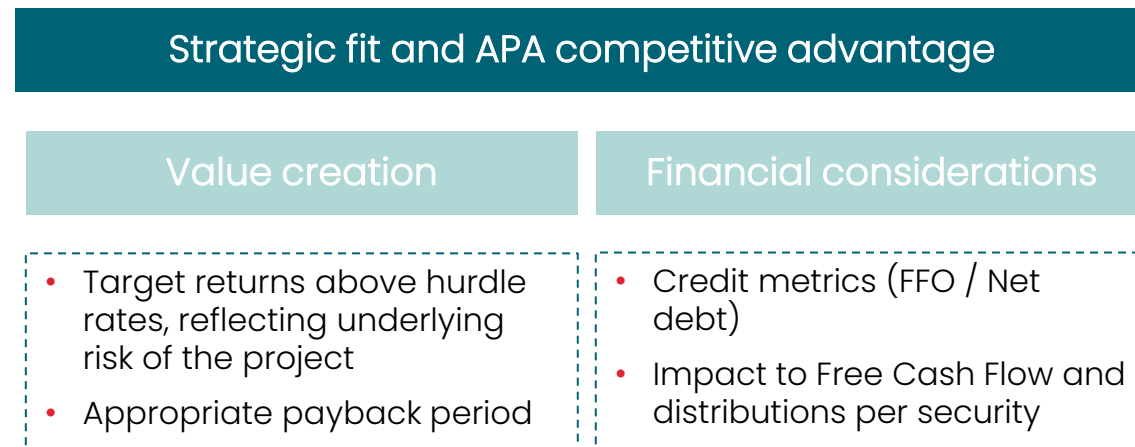 Strategic fit and APA competitive advantage
Value creation
Financial considerations
• Target returns above hurdle
rates, reflecting underlying
risk of the project
• Appropriate payback period
• Credit metrics (FFO / Net
debt)
• Impact to Free Cash Flow and
distributions per security